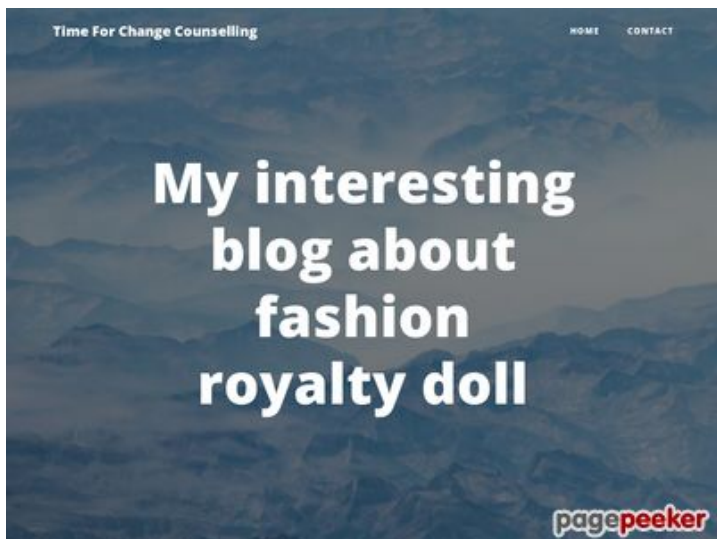 Time For Change Counselling
HOME CONTACT
My interesting
blog about
fashion
royalty doll
pagepeeker